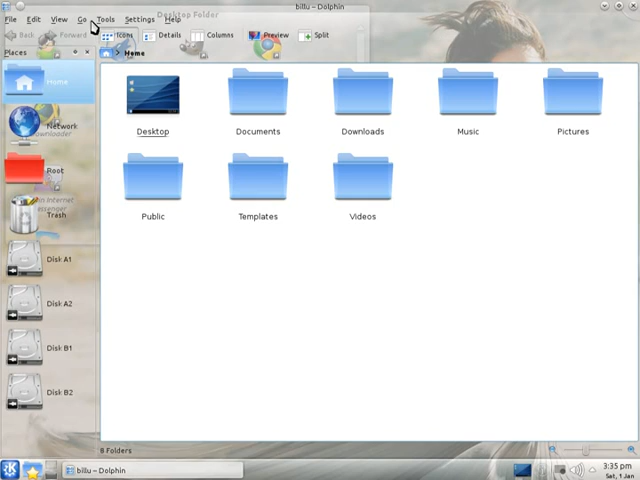 billu – Dolphin
File Edit View Go Tools Settings Help
Desktop Folder
Back Forward Icons Details Columns Preview Split
Places
Home
Home
Network
Root
Trash
Disk A1
Disk A2
Disk B1
Disk B2
Desktop Documents Downloads Music Pictures
Public Templates Videos
8 Folders
billu – Dolphin
3:35 pm
Sat, 1 Jan